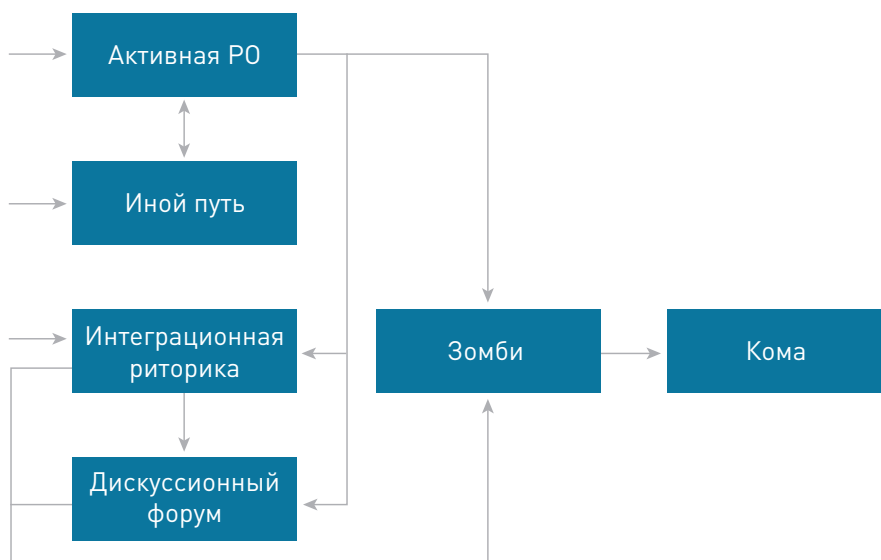 Активная РО
Иной путь
Интеграционная
риторика
Зомби
Кома
Дискуссионный
форум